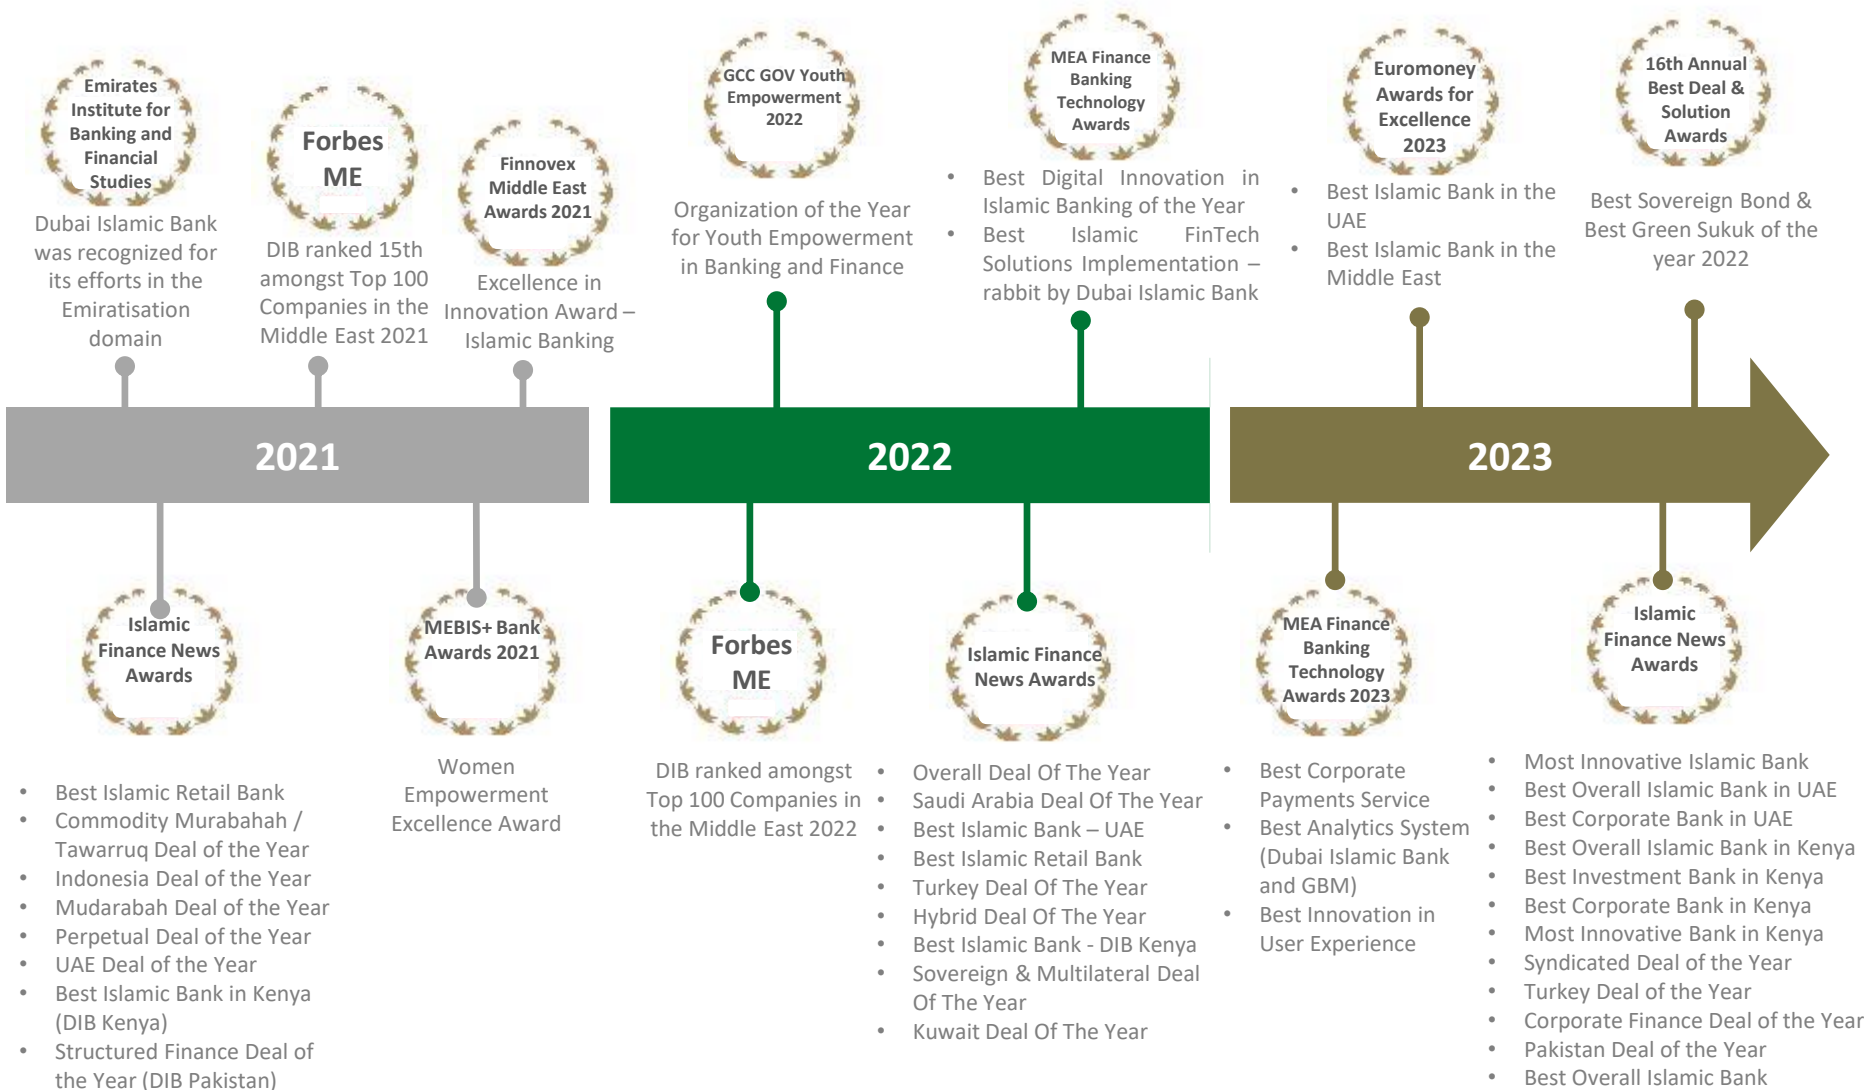 Emirates
Institute for
Banking and
Financial
Studies
Dubai Islamic Bank
was recognized for
its efforts in the
Emiratisation
domain
Forbes
ME
DIB ranked 15th
amongst Top 100
Companies in the
Middle East 2021
Finnovex
Middle East
Awards 2021
Excellence in
Innovation Award –
Islamic Banking
GCC GOV Youth
Empowerment
2022
Organization of the Year
for Youth Empowerment
in Banking and Finance
MEA Finance
Banking
Technology
Awards
• Best Digital Innovation in
Islamic Banking of the Year
• Best Islamic FinTech
Solutions Implementation –
rabbit by Dubai Islamic Bank
Euromoney
Awards for
Excellence
2023
• Best Islamic Bank in the
UAE
• Best Islamic Bank in the
Middle East
16th Annual
Best Deal &
Solution
Awards
Best Sovereign Bond &
Best Green Sukuk of the
year 2022
2021
2022
2023
Islamic
Finance News
Awards
• Best Islamic Retail Bank
• Commodity Murabahah /
Tawarruq Deal of the Year
• Indonesia Deal of the Year
• Mudarabah Deal of the Year
• Perpetual Deal of the Year
• UAE Deal of the Year
• Best Islamic Bank in Kenya
(DIB Kenya)
• Structured Finance Deal of
the Year (DIB Pakistan)
MEBIS+ Bank
Awards 2021
Women
Empowerment
Excellence Award
Forbes
ME
DIB ranked amongst
Top 100 Companies in
the Middle East 2022
Islamic Finance
News Awards
• Overall Deal Of The Year
• Saudi Arabia Deal Of The Year
• Best Islamic Bank – UAE
• Best Islamic Retail Bank
• Turkey Deal Of The Year
• Hybrid Deal Of The Year
• Best Islamic Bank - DIB Kenya
• Sovereign & Multilateral Deal
Of The Year
• Kuwait Deal Of The Year
MEA Finance
Banking
Technology
Awards 2023
• Best Corporate
Payments Service
• Best Analytics System
(Dubai Islamic Bank
and GBM)
• Best Innovation in
User Experience
Islamic
Finance News
Awards
• Most Innovative Islamic Bank
• Best Overall Islamic Bank in UAE
• Best Corporate Bank in UAE
• Best Overall Islamic Bank in Kenya
• Best Investment Bank in Kenya
• Best Corporate Bank in Kenya
• Most Innovative Bank in Kenya
• Syndicated Deal of the Year
• Turkey Deal of the Year
• Corporate Finance Deal of the Year
• Pakistan Deal of the Year
• Best Overall Islamic Bank